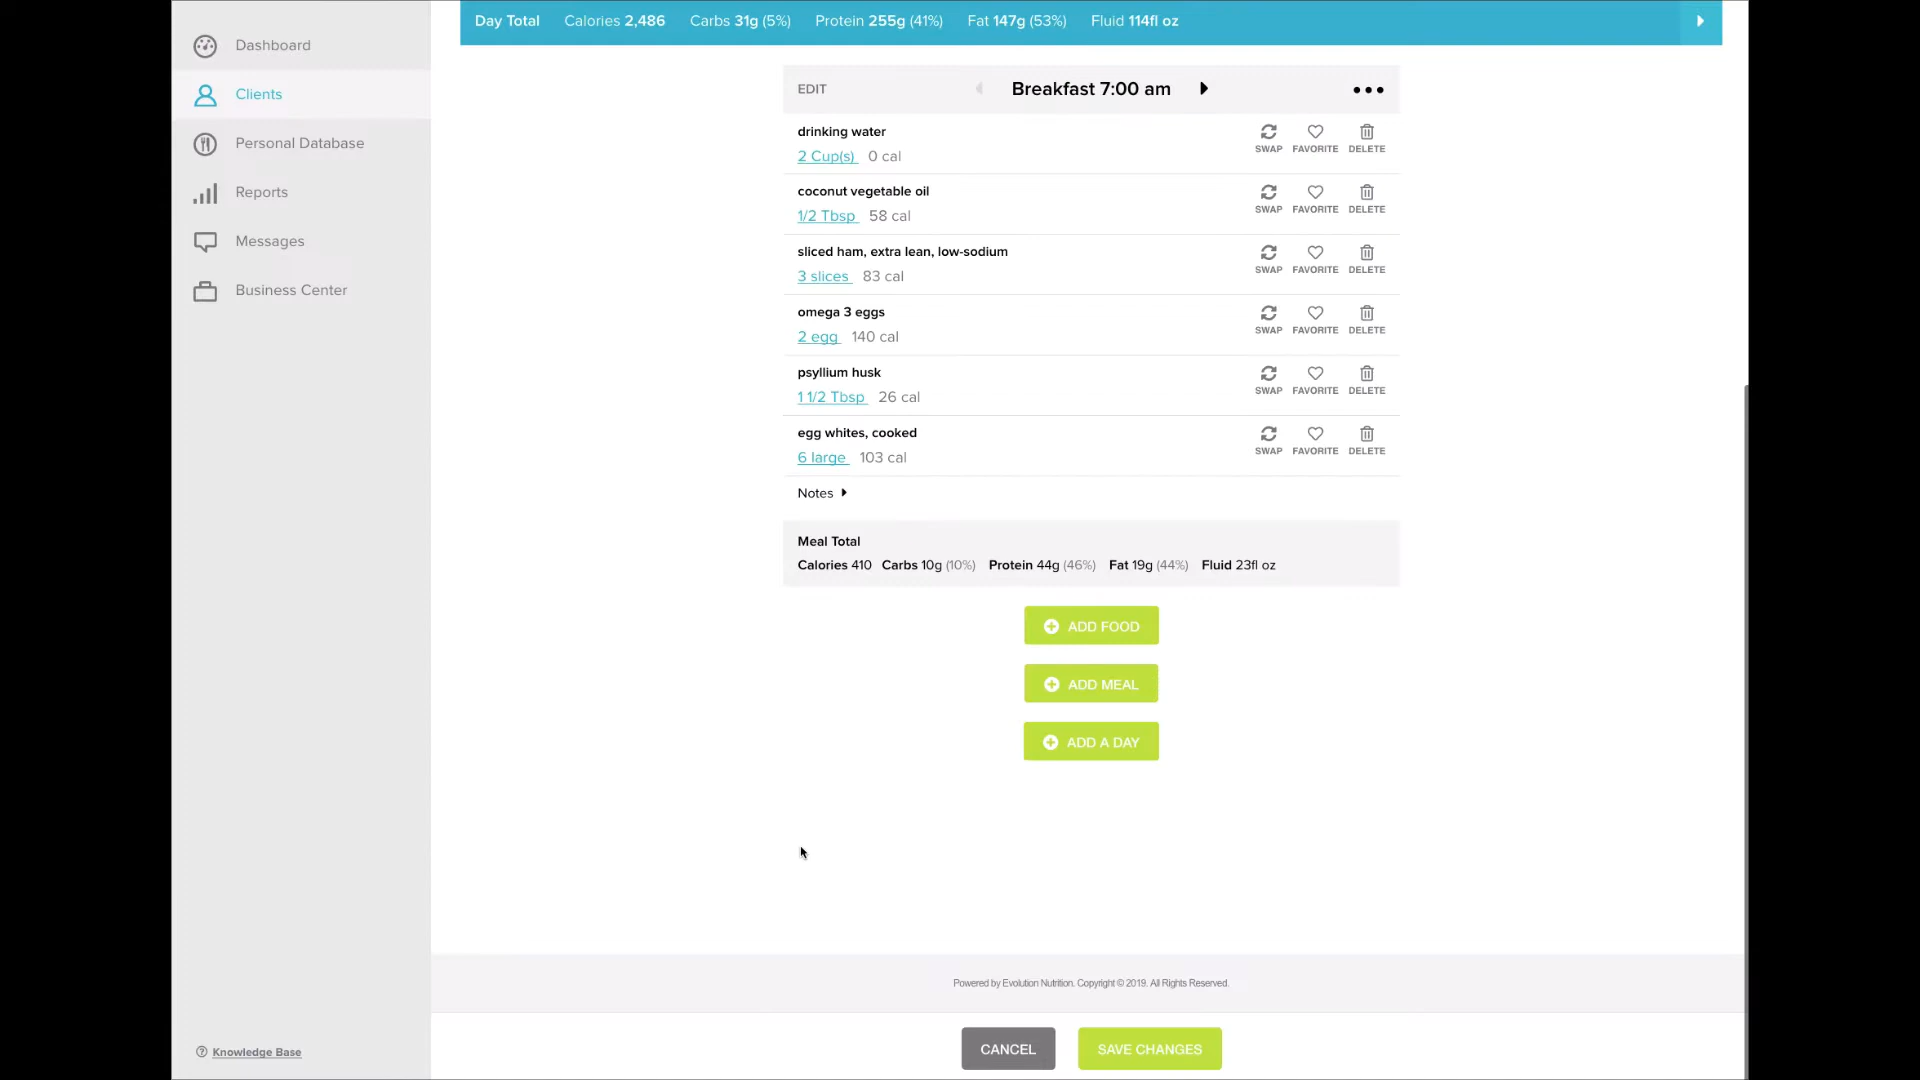 Day Total Calories 2,486 Carbs 31g (5%) Protein 255g (41%) Fat 147g (53%) Fluid 114fl oz
Dashboard
Clients
Personal Database
Reports
Messages
Business Center
EDIT Breakfast 7:00 am
drinking water
2 Cup(s) 0 cal
SWAP FAVORITE DELETE
coconut vegetable oil
1/2 Tbsp 58 cal
SWAP FAVORITE DELETE
sliced ham, extra lean, low-sodium
3 slices 83 cal
SWAP FAVORITE DELETE
omega 3 eggs
2 egg 140 cal
SWAP FAVORITE DELETE
psyllium husk
1 1/2 Tbsp 26 cal
SWAP FAVORITE DELETE
egg whites, cooked
6 large 103 cal
SWAP FAVORITE DELETE
Notes
Meal Total
Calories 410 Carbs 10g (10%) Protein 44g (46%) Fat 19g (44%) Fluid 23fl oz
ADD FOOD
ADD MEAL
ADD A DAY
Powered by Evolution Nutrition. Copyright © 2019. All Rights Reserved.
Knowledge Base
CANCEL SAVE CHANGES